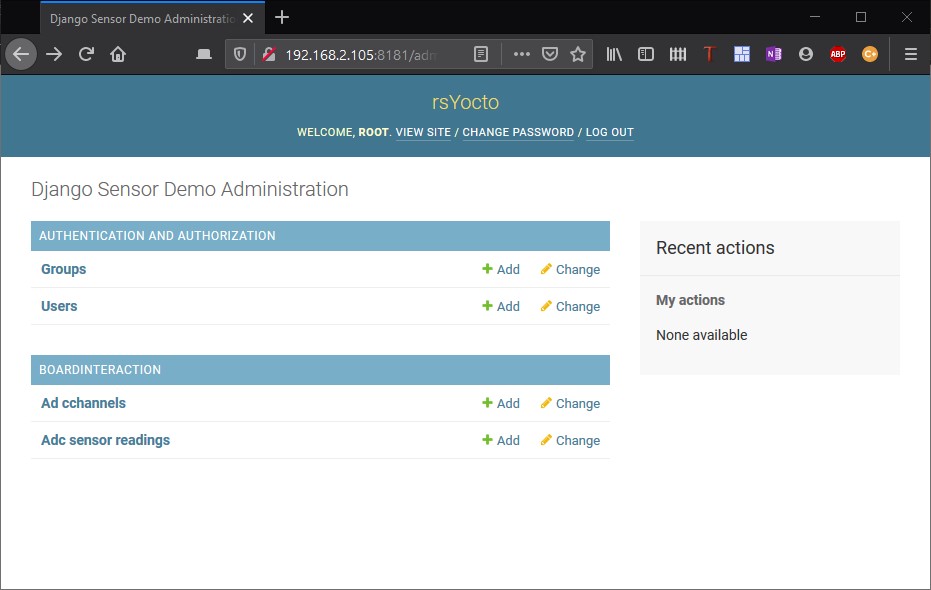 Django Sensor Demo Administratio
192.168.2.105:8181/adm
ABP
C+
rsYocto
WELCOME, ROOT. VIEW SITE / CHANGE PASSWORD / LOG OUT
Django Sensor Demo Administration
AUTHENTICATION AND AUTHORIZATION
Groups Add Change
Users Add Change
BOARDINTERACTION
Ad cchannels Add Change
Adc sensor readings Add Change
Recent actions
My actions
None available